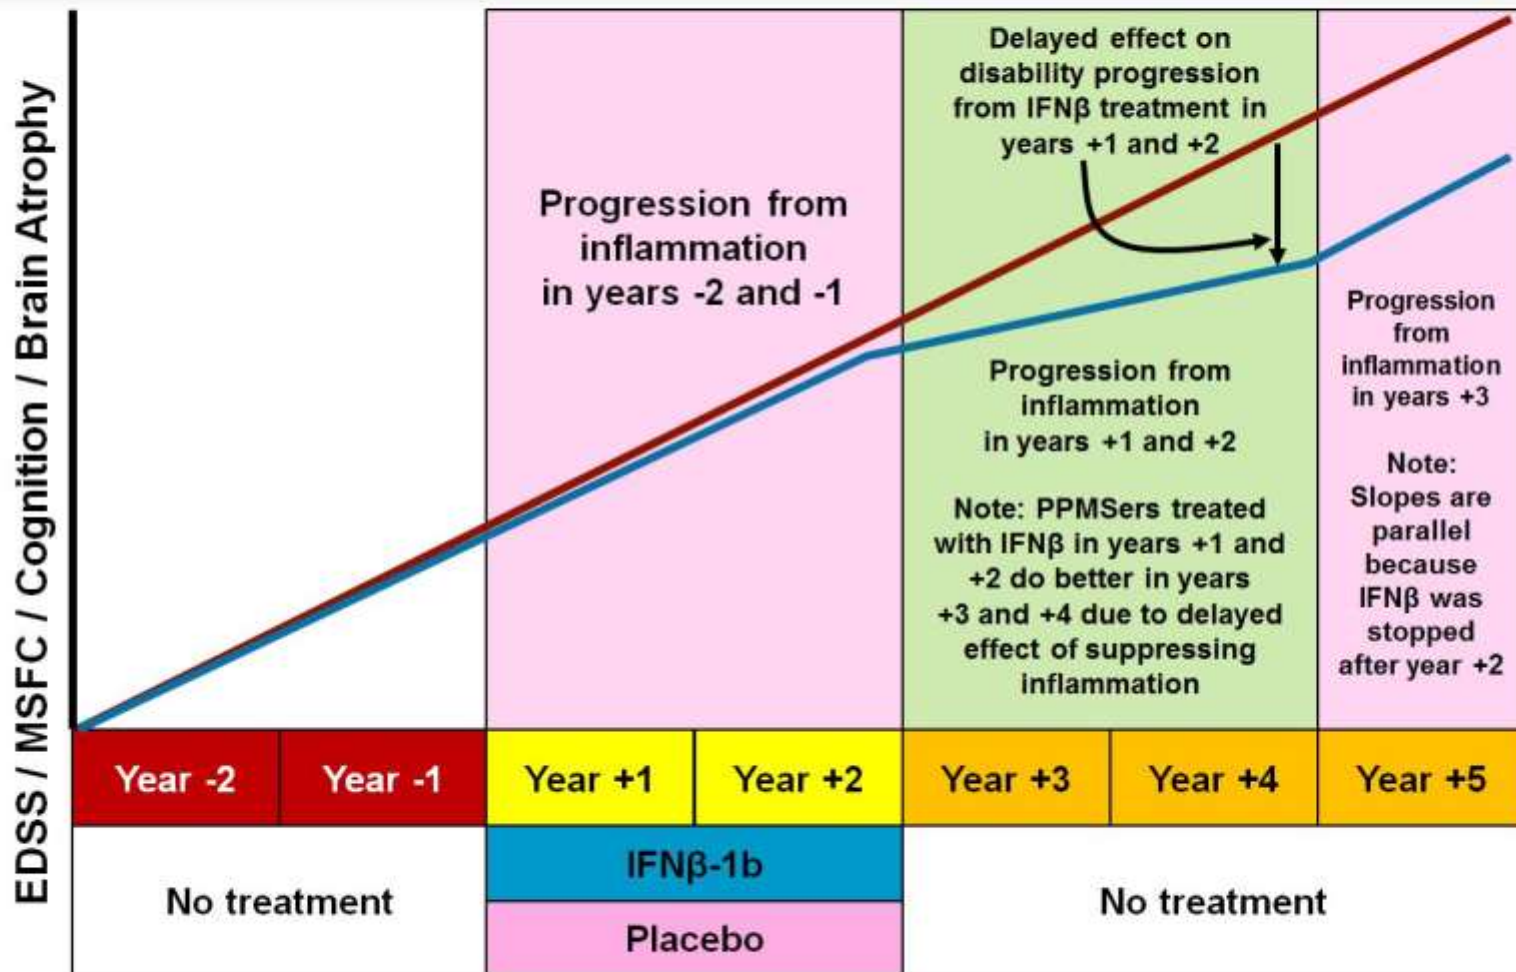 EDSS / MSFC / Cognition / Brain Atrophy
Progression from
inflammation
in years -2 and -1
Delayed effect on
disability progression
from IFNβ treatment in
years +1 and +2
Progression from
inflammation
in years +1 and +2
Note: PPMSers treated
with IFNβ in years +1 and
+2 do better in years
+3 and +4 due to delayed
effect of suppressing
inflammation
Progression
from
inflammation
in years +3
Note:
Slopes are
parallel
because
IFNβ was
stopped
after year +2
Year -2
Year -1
Year +1
Year +2
Year +3
Year +4
Year +5
No treatment
IFNβ-1b
Placebo
No treatment